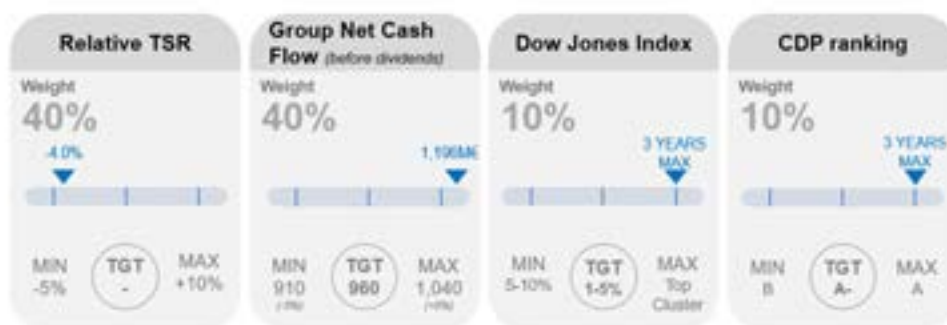 Relative TSR
Weight
40%
-4.0%
MIN
-5%
TGT
-
MAX
+10%
Group Net Cash
Flow (before dividends)
Weight
40%
1,196M€
MIN
910
TGT
960
MAX
1,040
Dow Jones Index
Weight
10%
3 YEARS
MAX
MIN
5-10%
TGT
1-5%
MAX
Top
Cluster
CDP ranking
Weight
10%
3 YEARS
MAX
MIN
B
TGT
A-
MAX
A